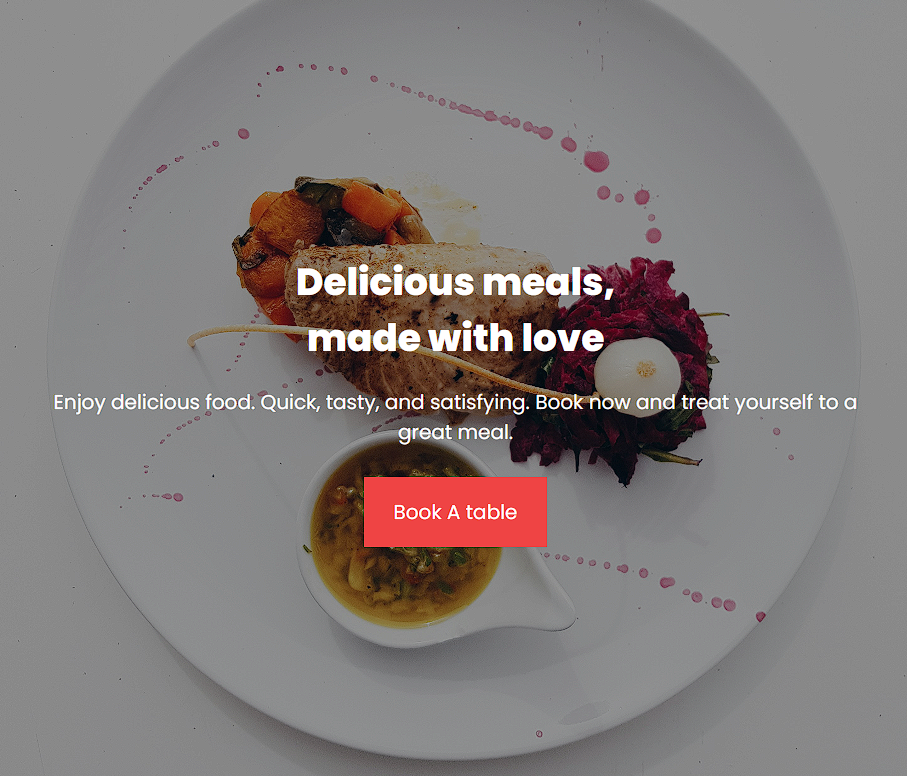 Delicious meals,
made with love
Enjoy delicious food. Quick, tasty, and satisfying. Book now and treat yourself to a
great meal.
Book A table